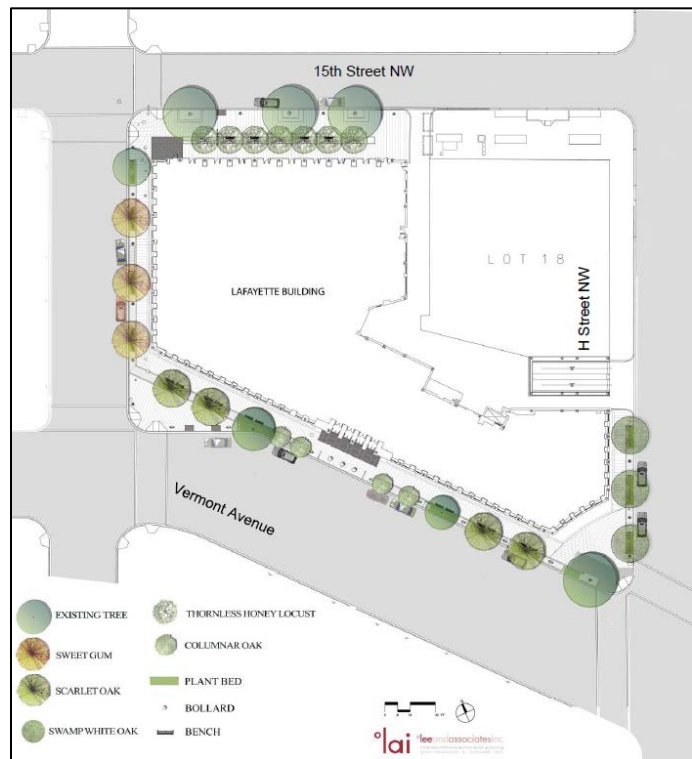 15th Street NW
LOT 18
LAFAYETTE BUILDING
H Street NW
Vermont Avenue
EXISTING TREE
SWEET GUM
SCARLET OAK
SWAMP WHITE OAK
THORNLESS HONEY LOCUST
COLUMNAR OAK
PLANT BED
BOLLARD
BENCH
°lai
leeandassociatesinc